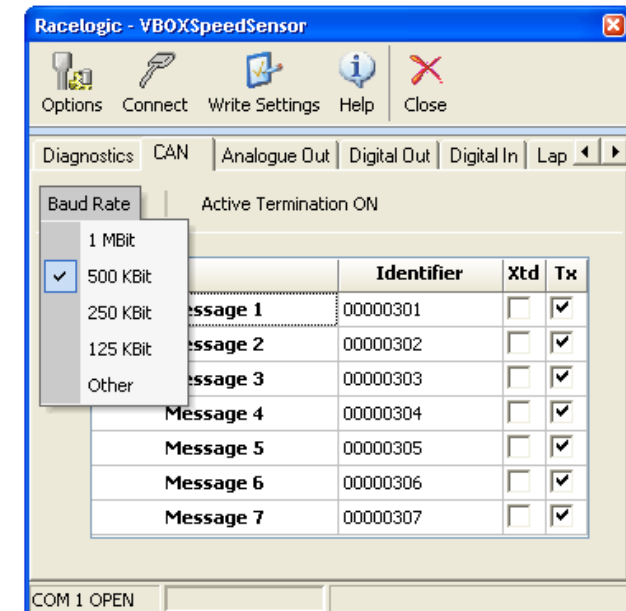 Racelogic - VBOXSpeedSensor
Options Connect Write Settings Help Close
Diagnostics CAN Analogue Out Digital Out Digital In Lap
Baud Rate Active Termination ON
1 MBit
500 KBit
250 KBit
125 KBit
Other
Identifier Xtd Tx
essage 1 00000301
essage 2 00000302
essage 3 00000303
Message 4 00000304
Message 5 00000305
Message 6 00000306
Message 7 00000307
COM 1 OPEN